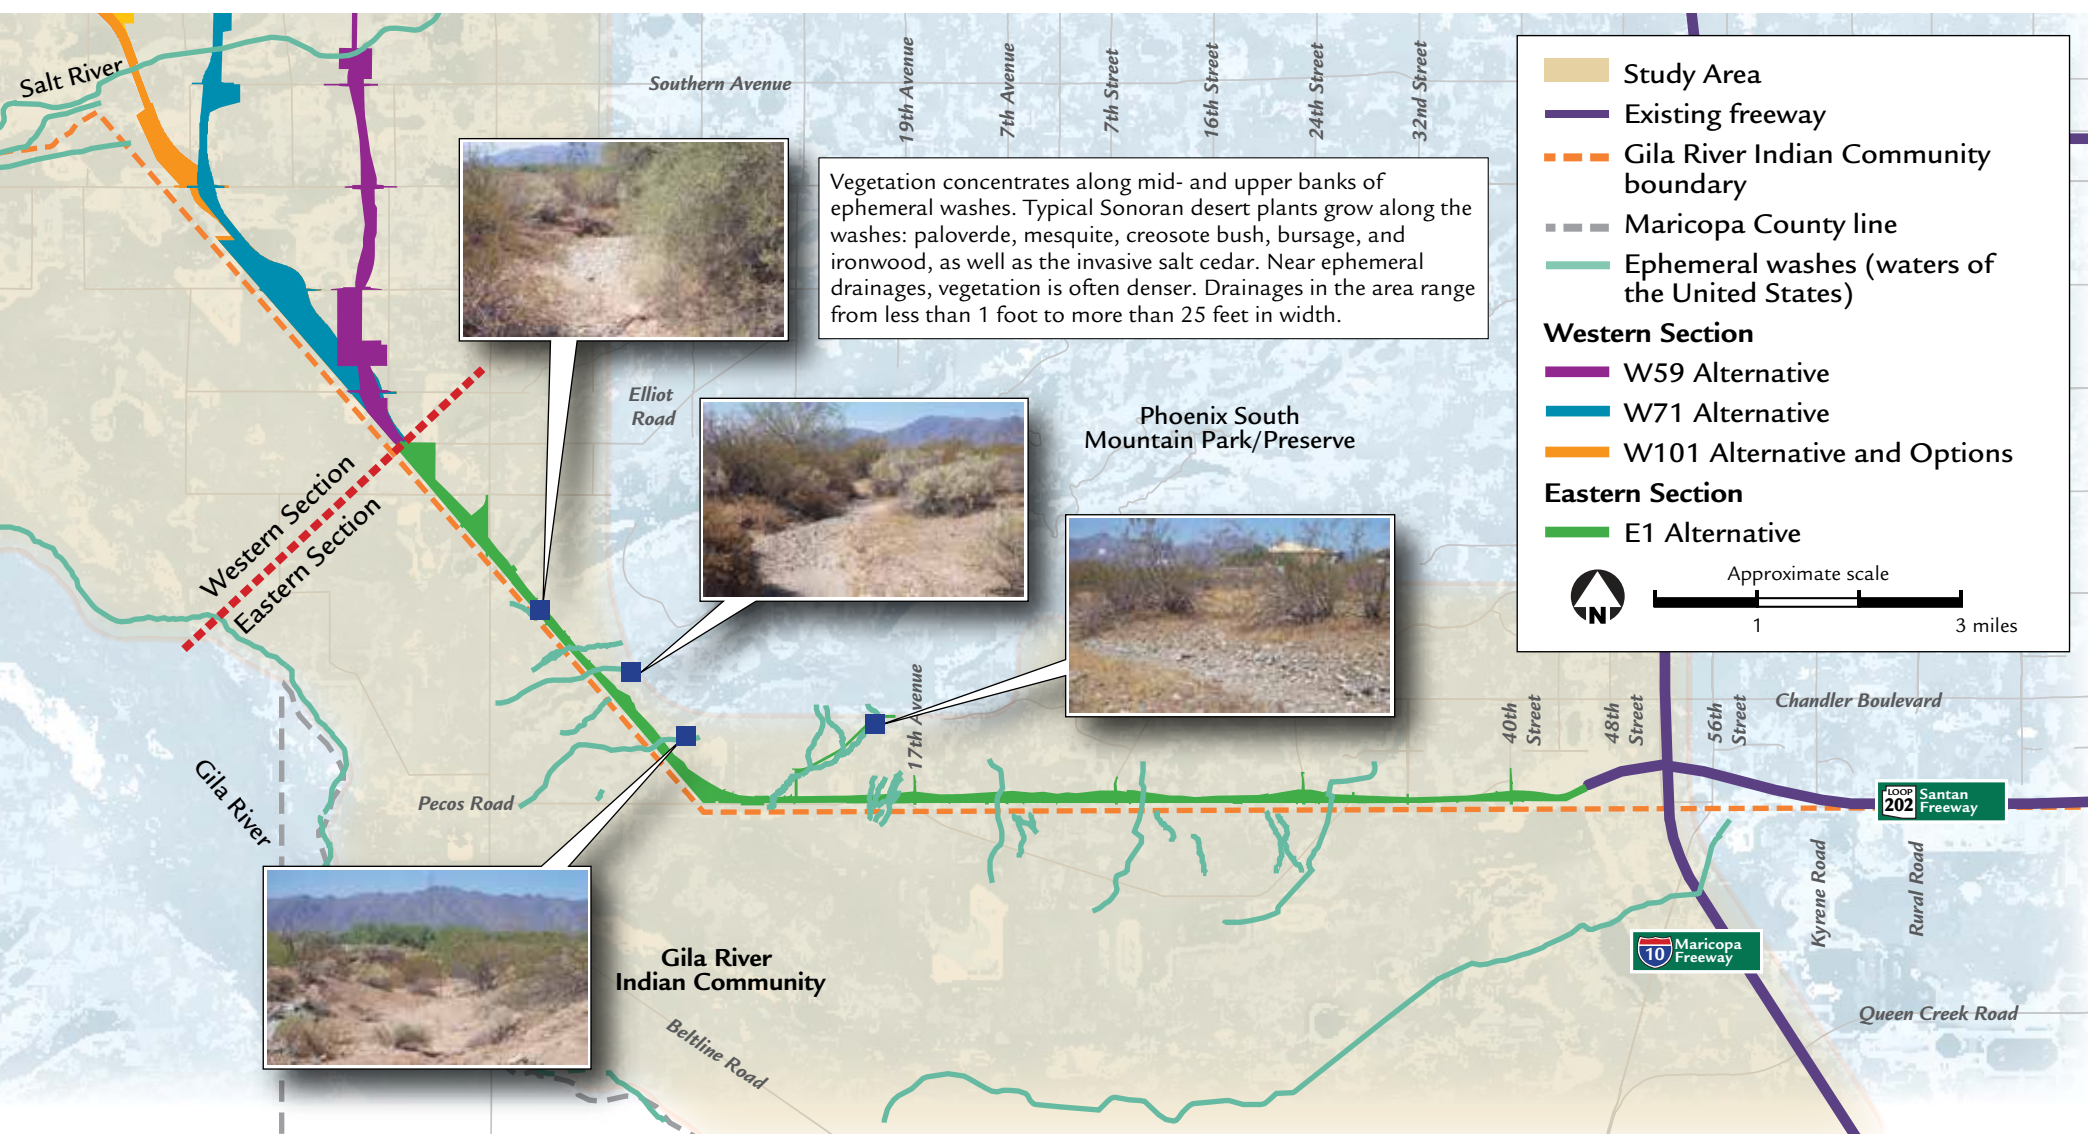 Salt River
Southern Avenue
19th Avenue
7th Avenue
7th Street
16th Street
24th Street
32nd Street
Vegetation concentrates along mid- and upper banks of
ephemeral washes. Typical Sonoran desert plants grow along the
washes: paloverde, mesquite, creosote bush, bursage, and
ironwood, as well as the invasive salt cedar. Near ephemeral
drainages, vegetation is often denser. Drainages in the area range
from less than 1 foot to more than 25 feet in width.
Study Area
Existing freeway
Gila River Indian Community
boundary
Maricopa County line
Ephemeral washes (waters of
the United States)
Western Section
W59 Alternative
W71 Alternative
W101 Alternative and Options
Eastern Section
E1 Alternative
Approximate scale
N
1
3 miles
Elliot
Road
Phoenix South
Mountain Park/Preserve
Western Section
Eastern Section
17th Avenue
40th
Street
48th
Street
56th
Street
Chandler Boulevard
Gila River
Pecos Road
LOOP
202
Santan
Freeway
Kyrene Road
Rural Road
10
Maricopa
Freeway
Gila River
Indian Community
Beltline Road
Queen Creek Road